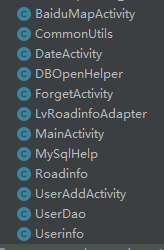 BaiduMapActivity
CommonUtils
DateActivity
DBOpenHelper
ForgetActivity
LvRoadinfoAdapter
MainActivity
MySqlHelp
Roadinfo
UserAddActivity
UserDao
Userinfo